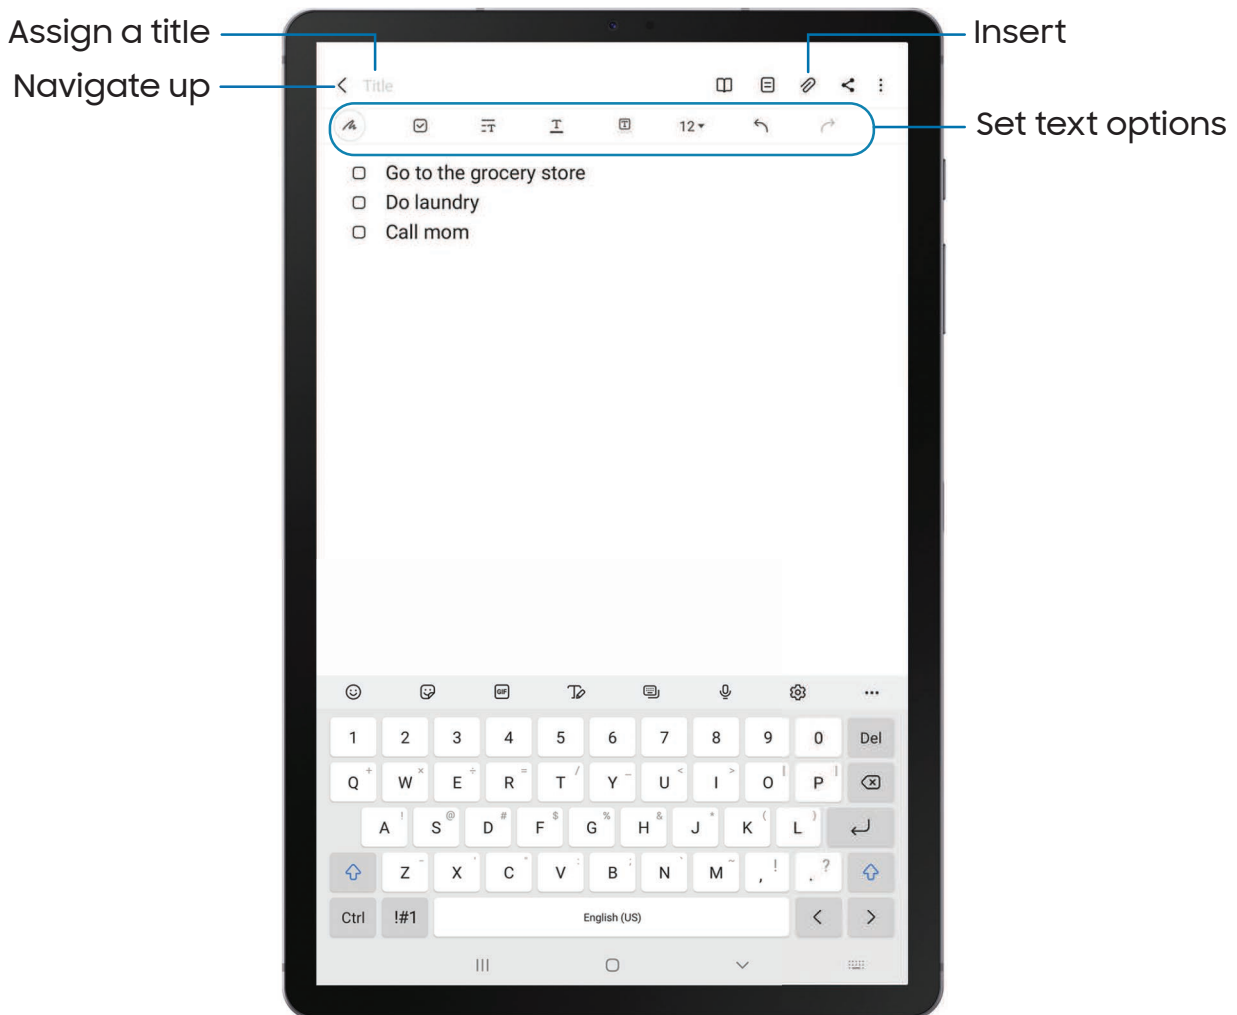 Assign a title
Insert
Navigate up
Title
Set text options
12
Go to the grocery store
Do laundry
Call mom
GIF
1 2 3 4 5 6 7 8 9 0 Del
Q + W × E ÷ R = T / Y _ U < I > O [ P ]
A ! S @ D # F $ G % H & J * K ( L )
Z - X ' C " V : B ; N ` M ~ , ! . ?
Ctrl !#1 English (US) < >